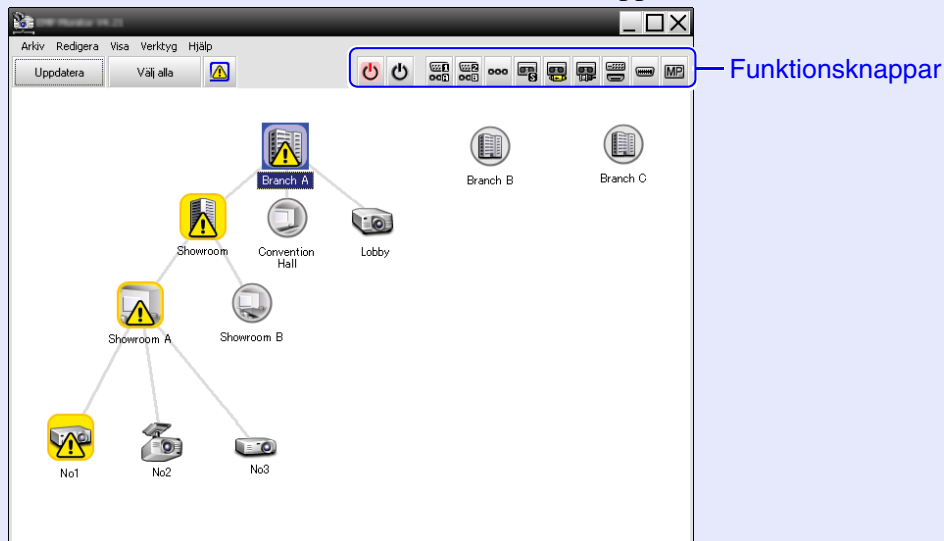 Arkiv Redigera Visa Verktyg Hjälp
Uppdatera Välj alla MP
Funktionsknappar
Branch A Branch B Branch C
Showroom Convention Hall Lobby
Showroom A Showroom B
No1 No2 No3